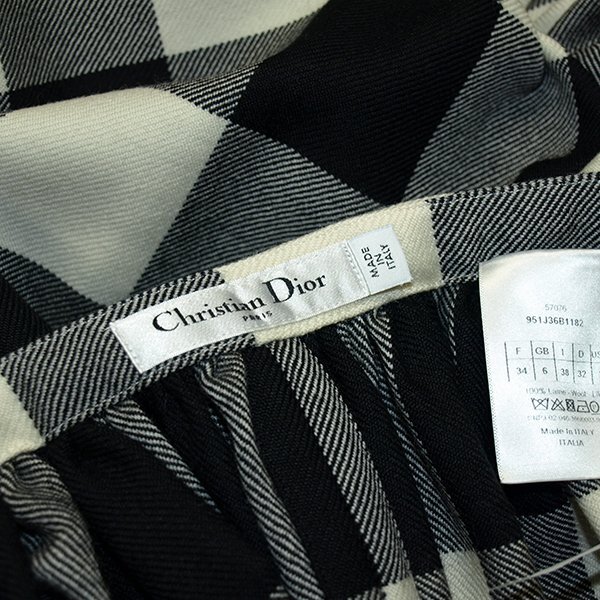 Christian Dior
PARIS
MADE
IN
ITALY
57076
951J36B1182
F GB I D US
34 6 38 32
100% Laine - Wool
Made in ITALY
ITALIA